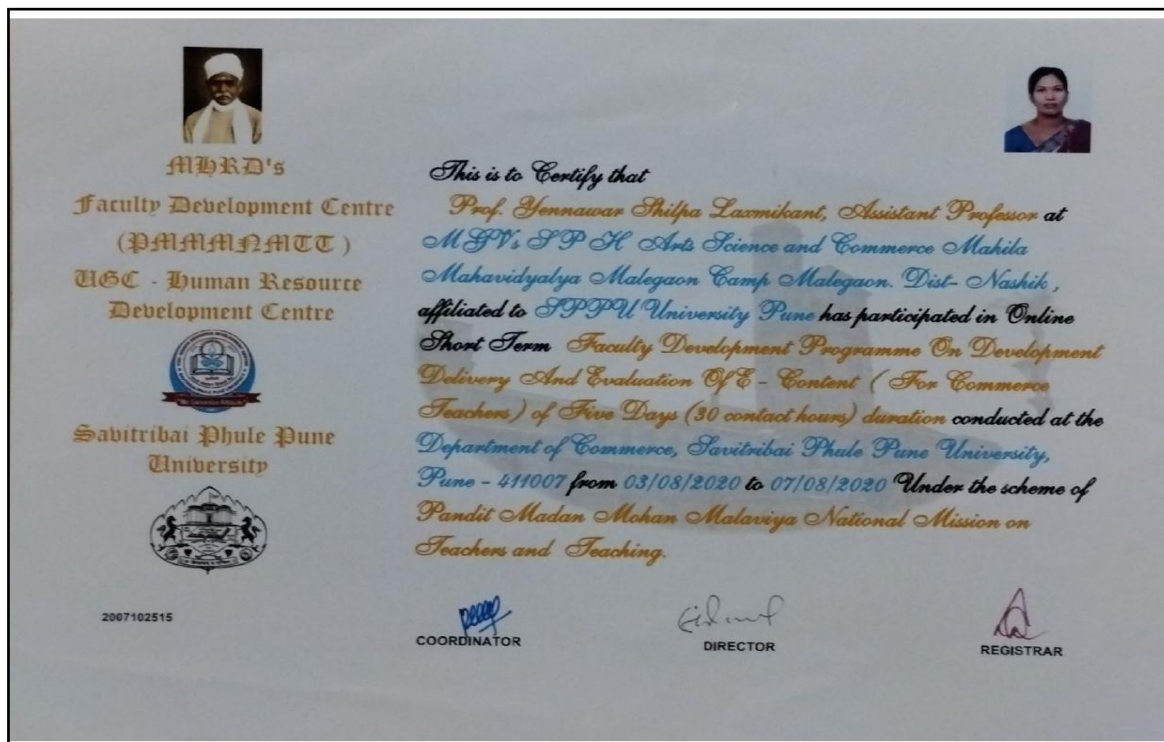 MHRD's
Faculty Development Centre
(PMMMNMTT )
UGC - Human Resource
Development Centre
Savitribai Phule Pune
University
2007102515
This is to Certify that
Prof. Yennawar Shilpa Laxmikant, Assistant Professor at
M G V's S P H Arts Science and Commerce Mahila
Mahavidyalya Malegaon Camp Malegaon. Dist- Nashik ,
affiliated to SPPU University Pune has participated in Online
Short Term Faculty Development Programme On Development
Delivery And Evaluation Of E - Content ( For Commerce
Teachers ) of Five Days (30 contact hours) duration conducted at the
Department of Commerce, Savitribai Phule Pune University,
Pune - 411007 from 03/08/2020 to 07/08/2020 Under the scheme of
Pandit Madan Mohan Malaviya National Mission on
Teachers and Teaching.
COORDINATOR
DIRECTOR
REGISTRAR